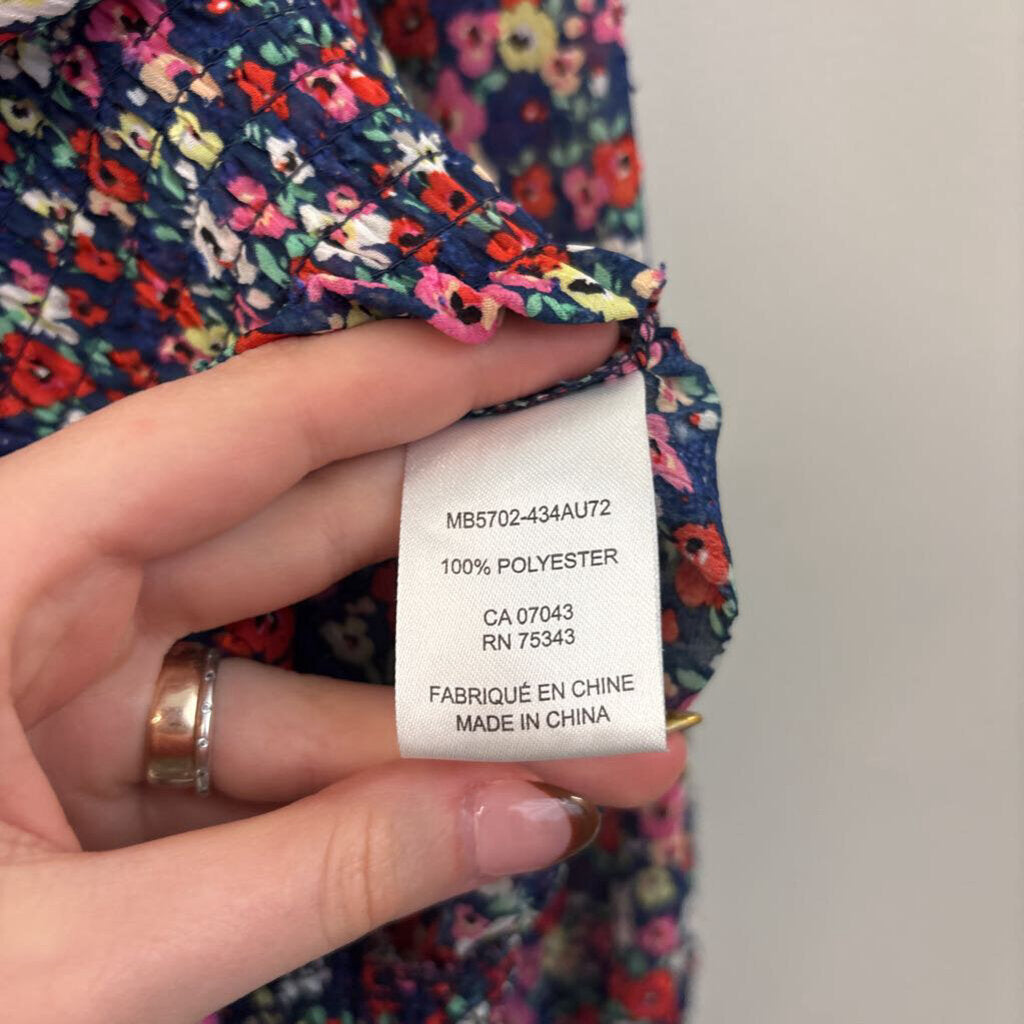 MB5702-434AU72
100% POLYESTER
CA 07043
RN 75343
FABRIQUÉ EN CHINE
MADE IN CHINA